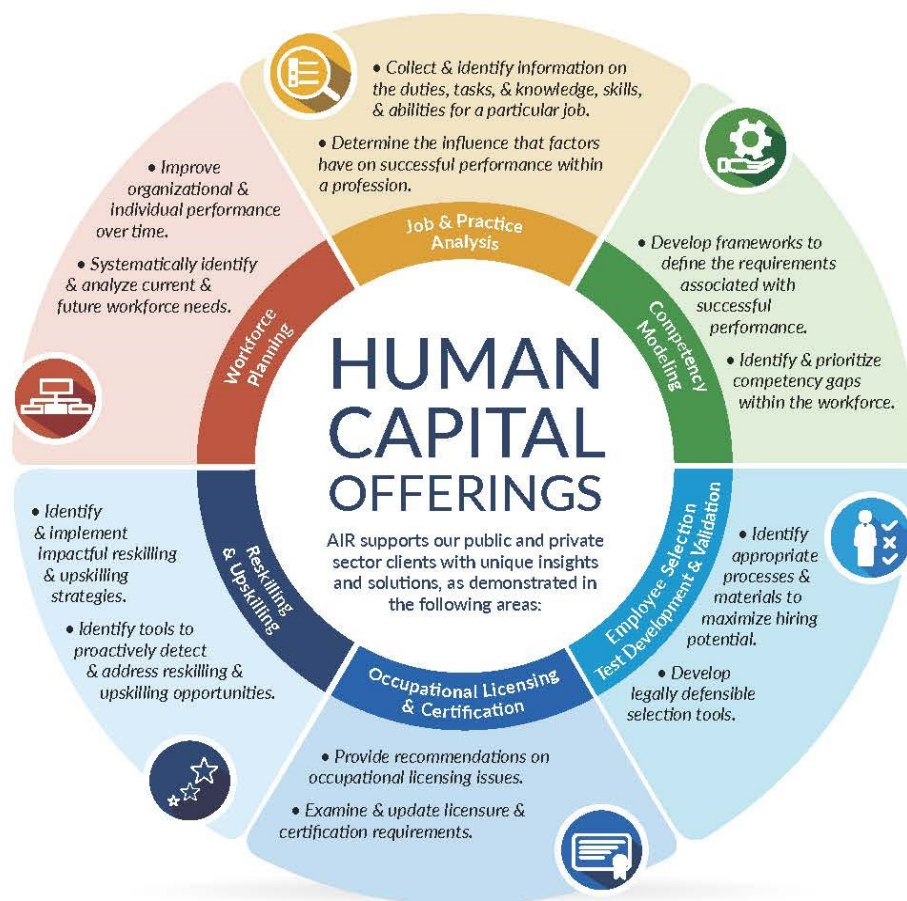 HUMAN
CAPITAL
OFFERINGS
AIR supports our public and private
sector clients with unique insights
and solutions, as demonstrated in
the following areas:
Job & Practice
Analysis
• Collect & identify information on
the duties, tasks, & knowledge, skills,
& abilities for a particular job.
• Determine the influence that factors
have on successful performance within
a profession.
Competency
Modeling
• Develop frameworks to
define the requirements
associated with
successful
performance.
• Identify & prioritize
competency gaps
within the workforce.
Employee Selection
Test Development & Validation
• Identify
appropriate
processes &
materials to
maximize hiring
potential.
• Develop
legally defensible
selection tools.
Occupational Licensing
& Certification
• Provide recommendations on
occupational licensing issues.
• Examine & update licensure &
certification requirements.
Reskilling
& Upskilling
• Identify
& implement
impactful reskilling
& upskilling
strategies.
• Identify tools to
proactively detect
& address reskilling &
upskilling opportunities.
Workforce
Planning
• Improve
organizational &
individual performance
over time.
• Systematically identify
& analyze current &
future workforce needs.